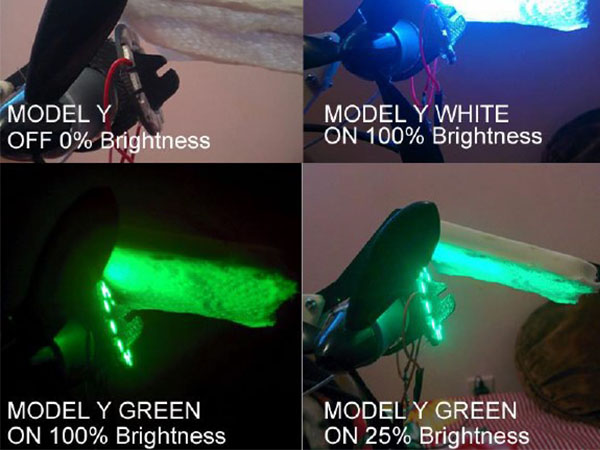 MODEL Y
OFF 0% Brightness
MODEL Y WHITE
ON 100% Brightness
MODEL Y GREEN
ON 100% Brightness
MODEL Y GREEN
ON 25% Brightness